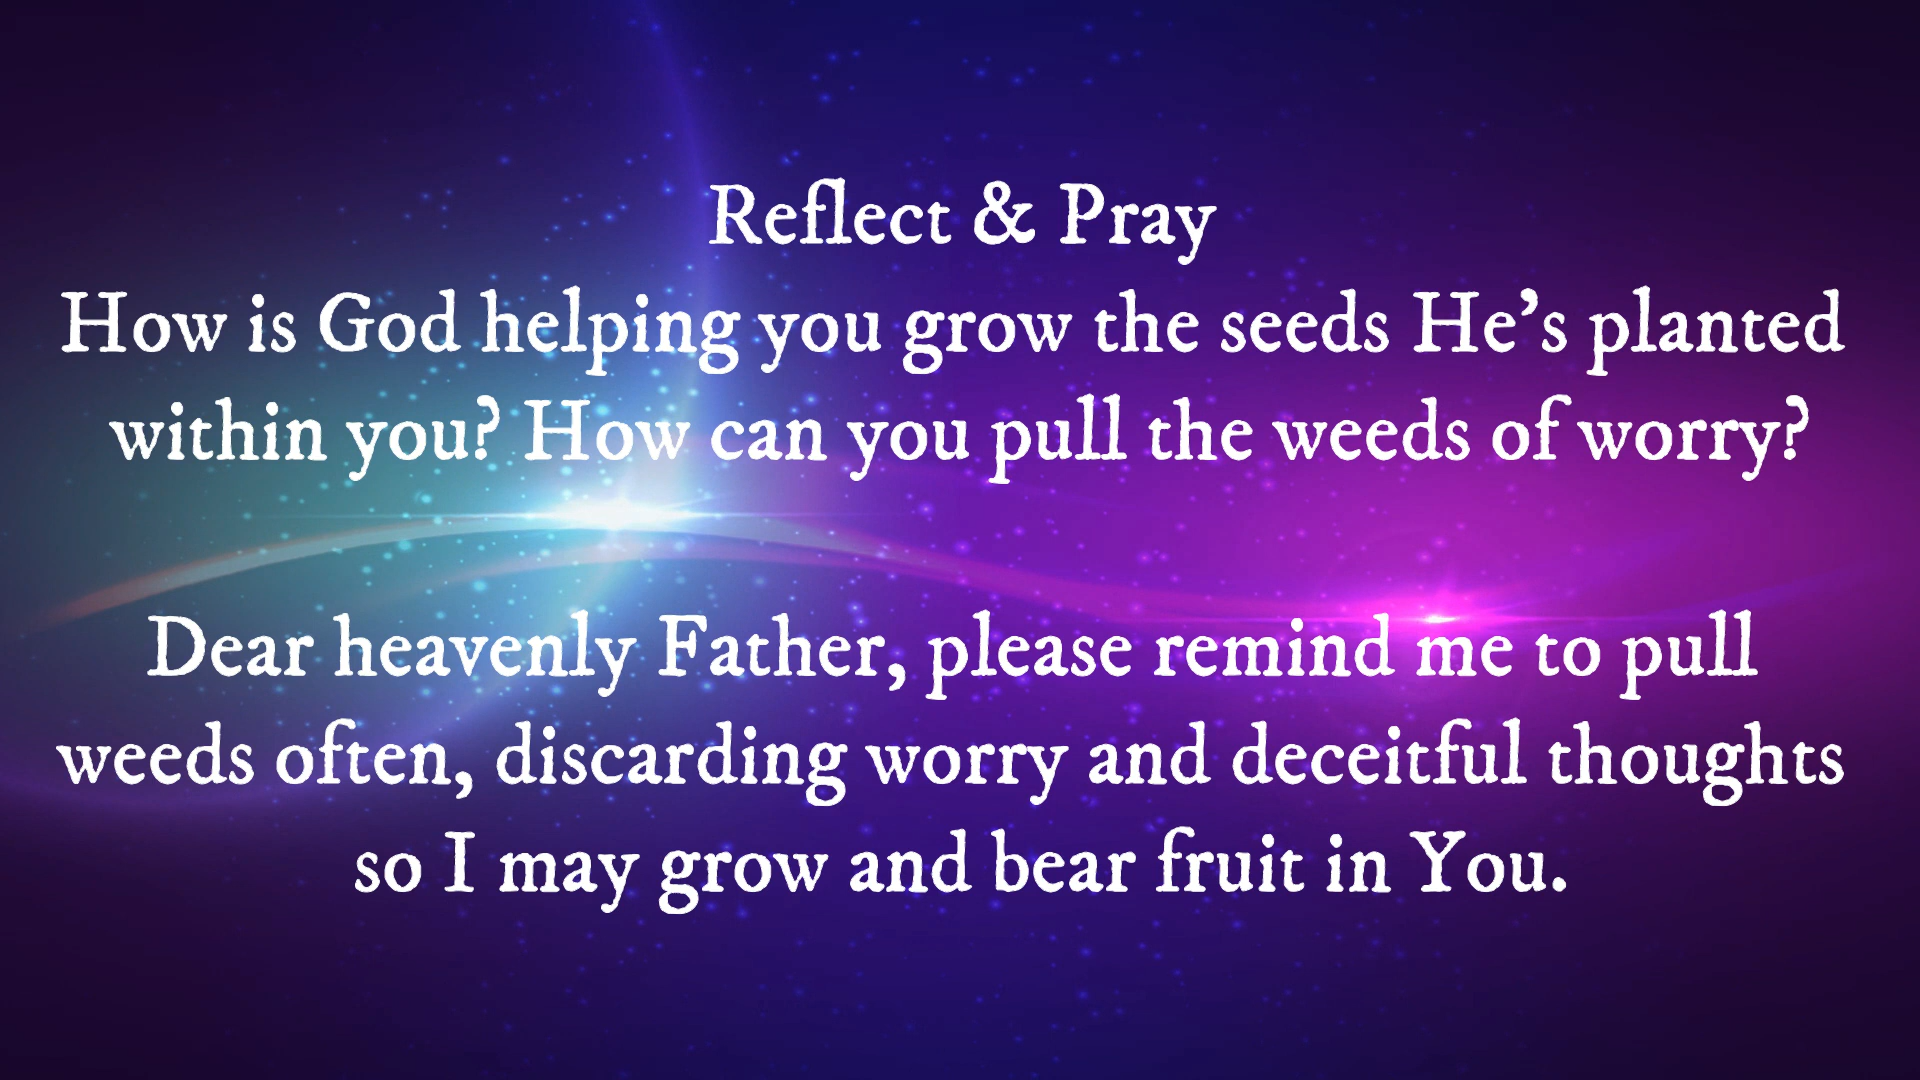 Reflect & Pray
How is God helping you grow the seeds He’s planted
within you? How can you pull the weeds of worry?
Dear heavenly Father, please remind me to pull
weeds often, discarding worry and deceitful thoughts
so I may grow and bear fruit in You.